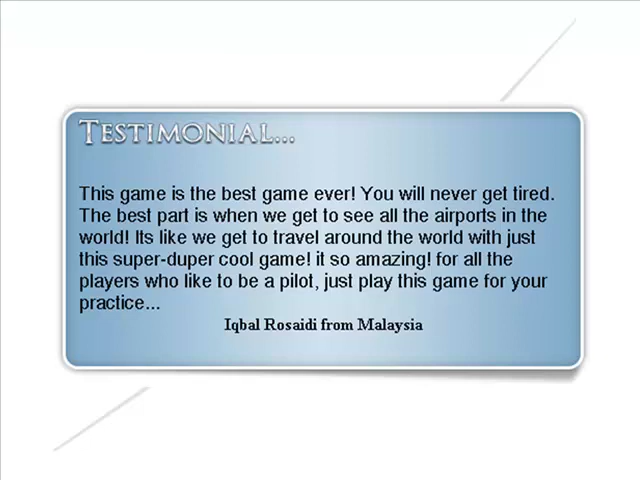 TESTIMONIAL...
This game is the best game ever! You will never get tired.
The best part is when we get to see all the airports in the
world! Its like we get to travel around the world with just
this super-duper cool game! it so amazing! for all the
players who like to be a pilot, just play this game for your
practice...
Iqbal Rosaidi from Malaysia